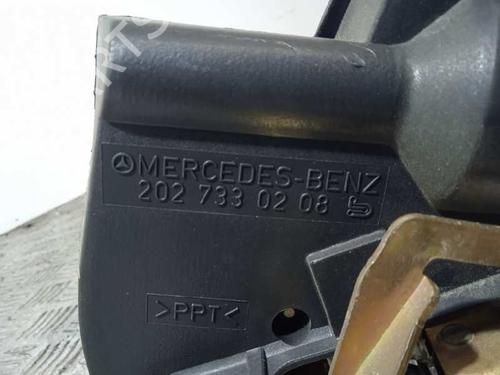 MERCEDES-BENZ
202 733 02 08
>PPT<